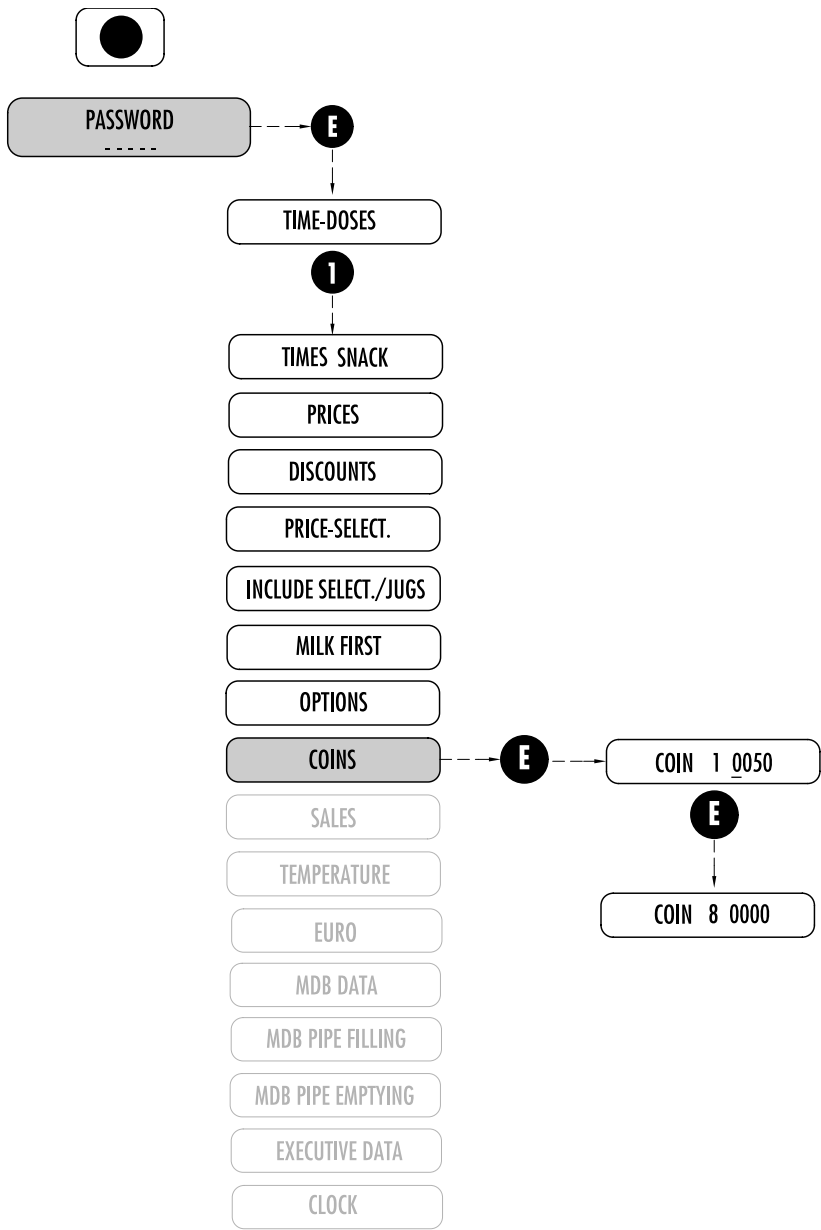 PASSWORD
- - - - -
E
TIME-DOSES
1
TIMES SNACK
PRICES
DISCOUNTS
PRICE-SELECT.
INCLUDE SELECT./JUGS
MILK FIRST
OPTIONS
COINS
E
COIN 1 0050
E
COIN 8 0000
SALES
TEMPERATURE
EURO
MDB DATA
MDB PIPE FILLING
MDB PIPE EMPTYING
EXECUTIVE DATA
CLOCK